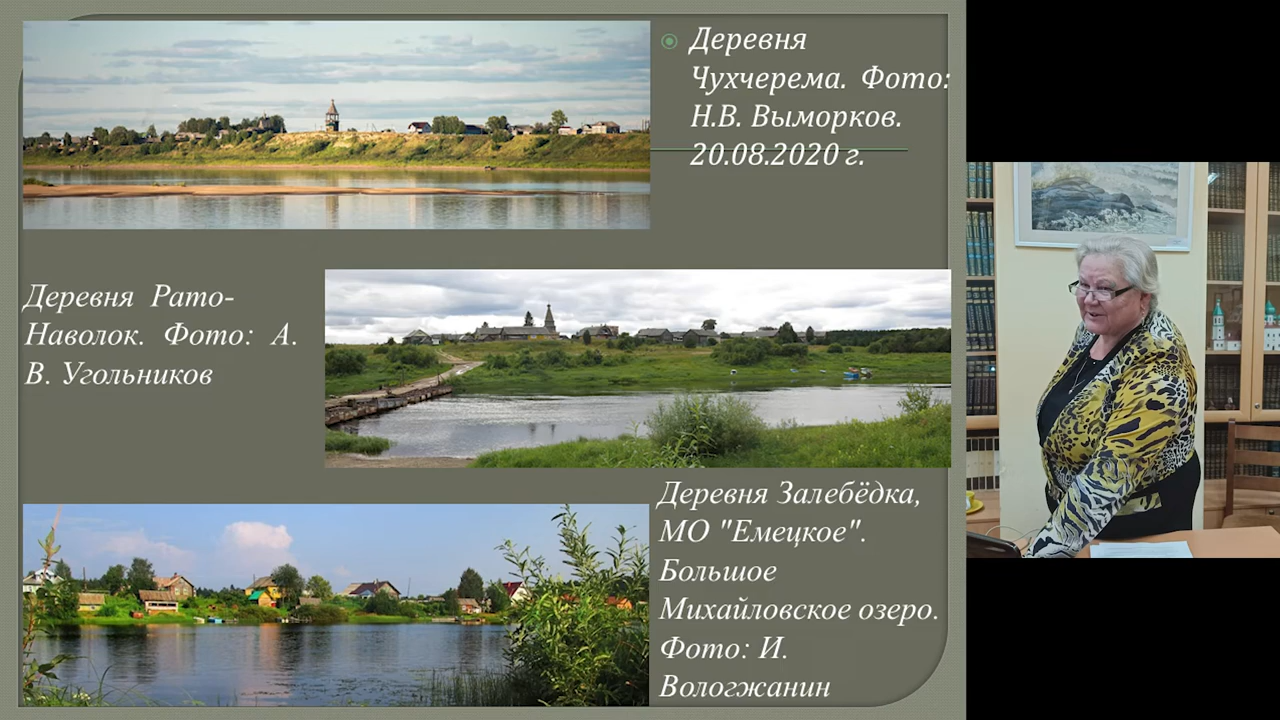 Деревня
Чухчерема. Фото:
Н.В. Выморков.
20.08.2020 г.
Деревня Рато-
Наволок. Фото: А.
В. Угольников
Деревня Залебёдка,
МО "Емецкое".
Большое
Михайловское озеро.
Фото: И.
Вологжанин